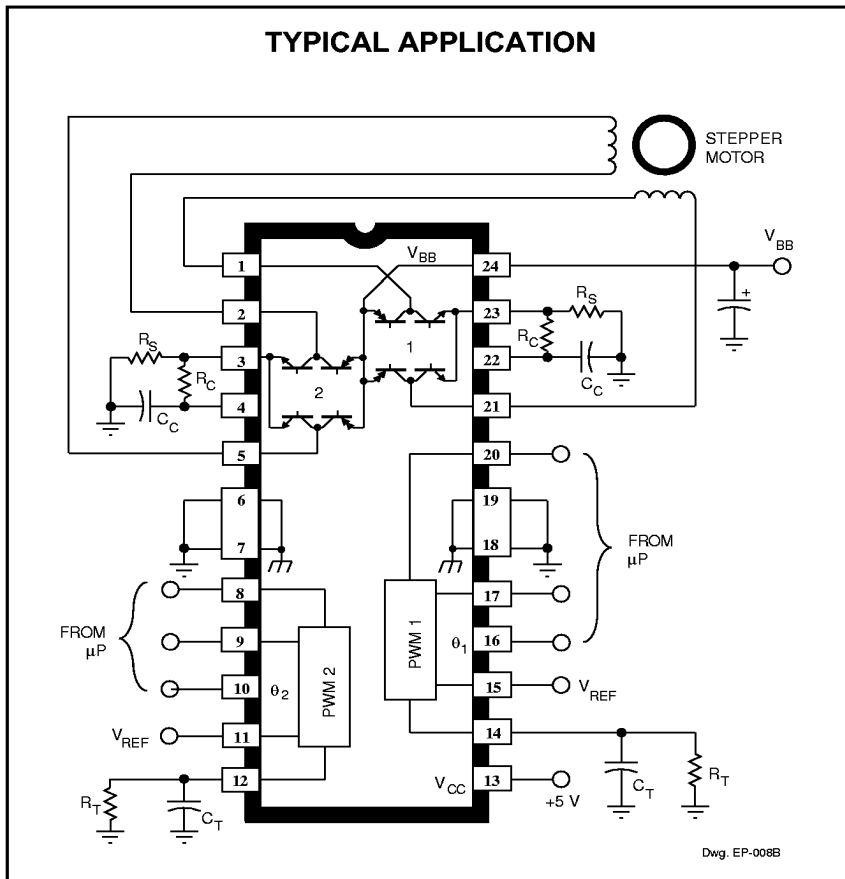 TYPICAL APPLICATION
STEPPER
MOTOR
V_BB
V_BB
+
1
2
3
4
5
6
7
8
9
10
11
12
24
23
22
21
20
19
18
17
16
15
14
13
R_S
R_C
C_C
R_S
R_C
C_C
1
2
FROM
µP
FROM
µP
PWM 1
θ₁
PWM 2
θ₂
V_REF
V_REF
R_T
C_T
V_CC
+5 V
C_T
R_T
Dwg. EP-008B